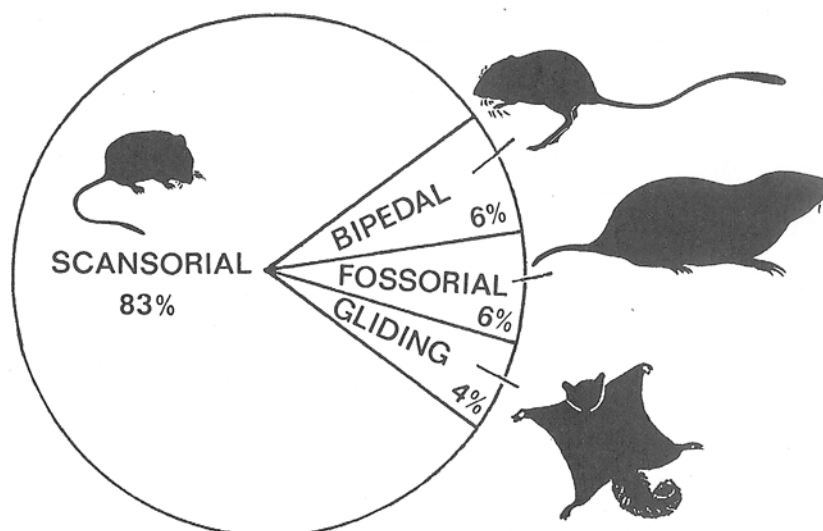 SCANSORIAL
83%
BIPEDAL
6%
FOSSORIAL
6%
GLIDING
4%